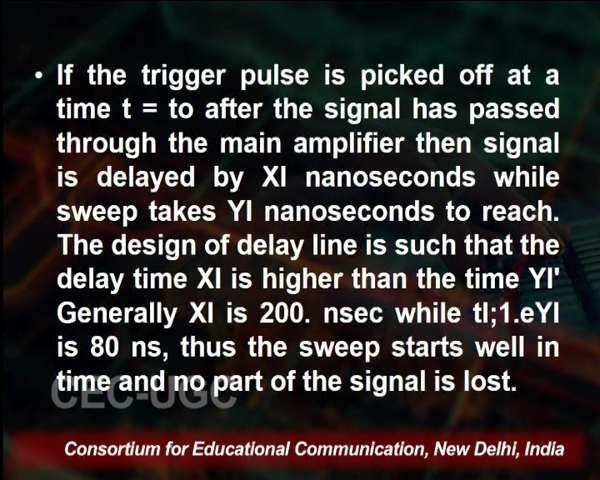 • If the trigger pulse is picked off at a
time t = to after the signal has passed
through the main amplifier then signal
is delayed by XI nanoseconds while
sweep takes YI nanoseconds to reach.
The design of delay line is such that the
delay time XI is higher than the time YI'
Generally XI is 200. nsec while tl;1.eYI
is 80 ns, thus the sweep starts well in
time and no part of the signal is lost.
CEC-UGC
Consortium for Educational Communication, New Delhi, India